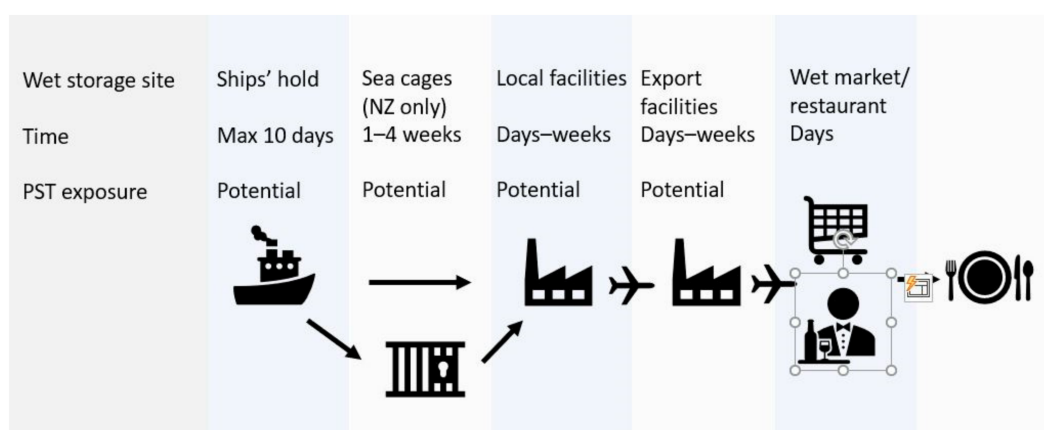 Wet storage site Ships’ hold Sea cages Local facilities Export Wet market/
(NZ only) facilities restaurant
Time Max 10 days 1–4 weeks Days–weeks Days–weeks Days
PST exposure Potential Potential Potential Potential